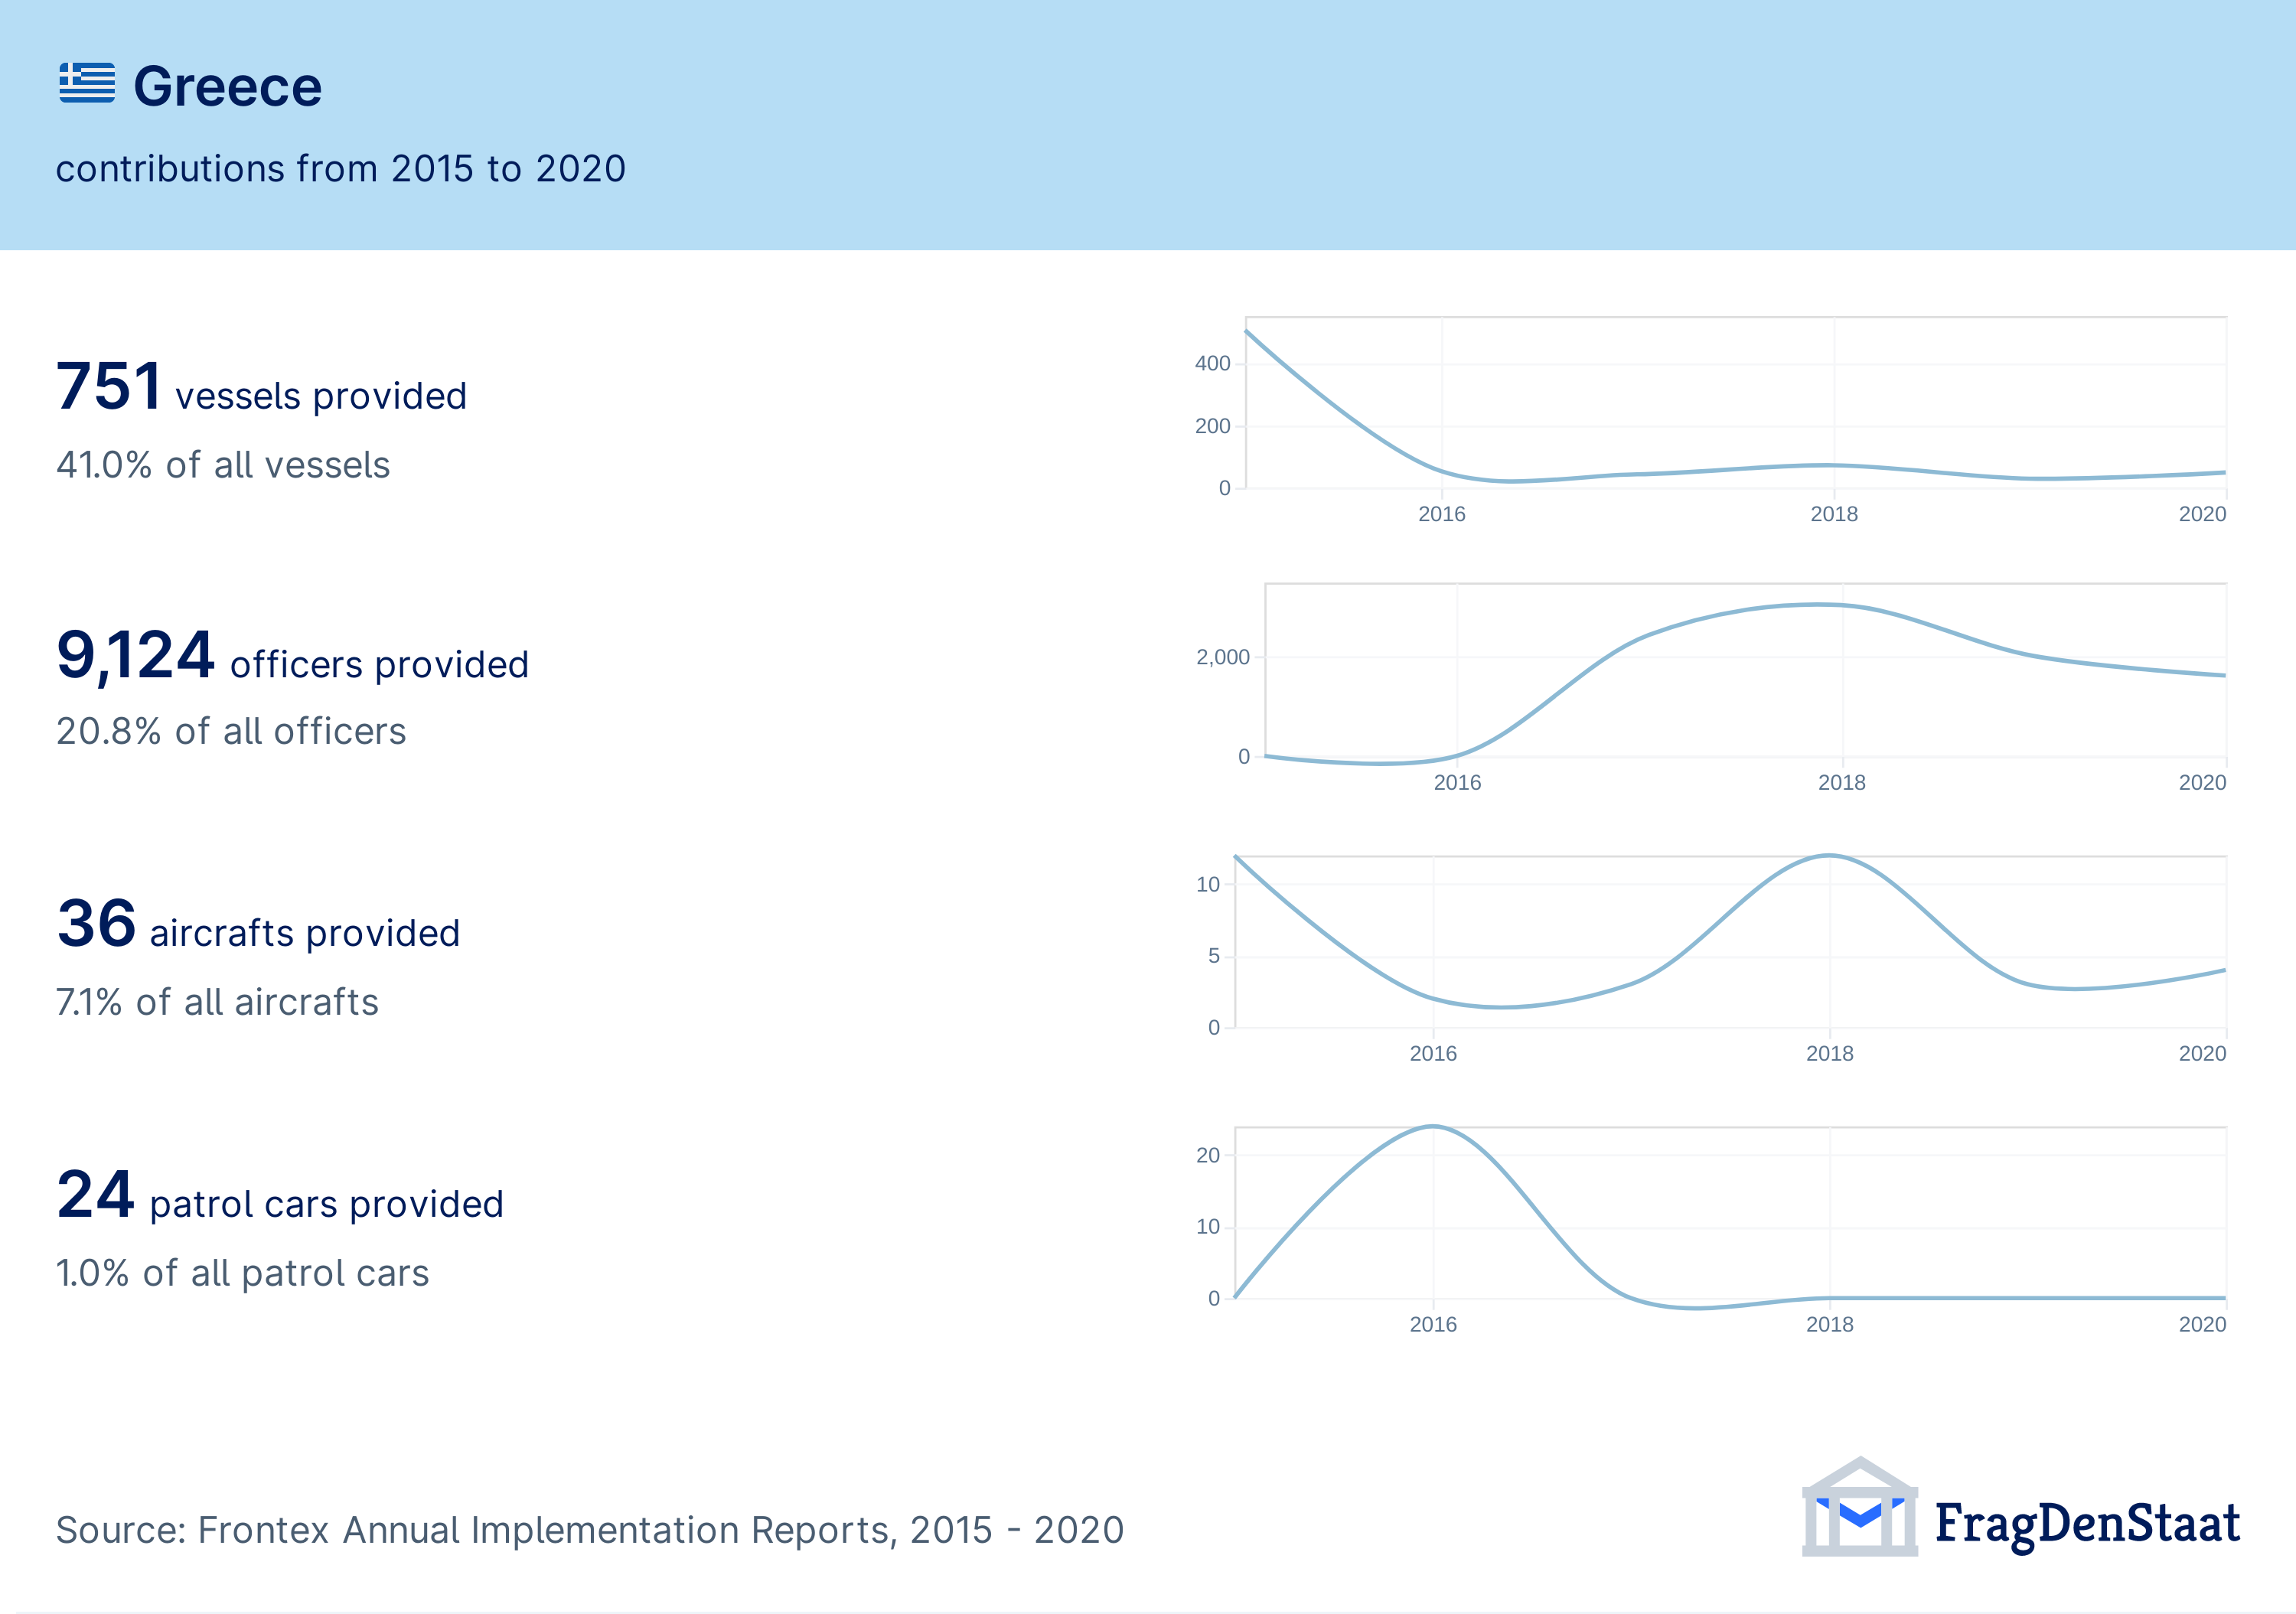 Greece
contributions from 2015 to 2020
751 vessels provided
41.0% of all vessels
400
200
0
2016 2018 2020
9,124 officers provided
20.8% of all officers
2,000
0
2016 2018 2020
36 aircrafts provided
7.1% of all aircrafts
10
5
0
2016 2018 2020
24 patrol cars provided
1.0% of all patrol cars
20
10
0
2016 2018 2020
Source: Frontex Annual Implementation Reports, 2015 - 2020
FragDenStaat